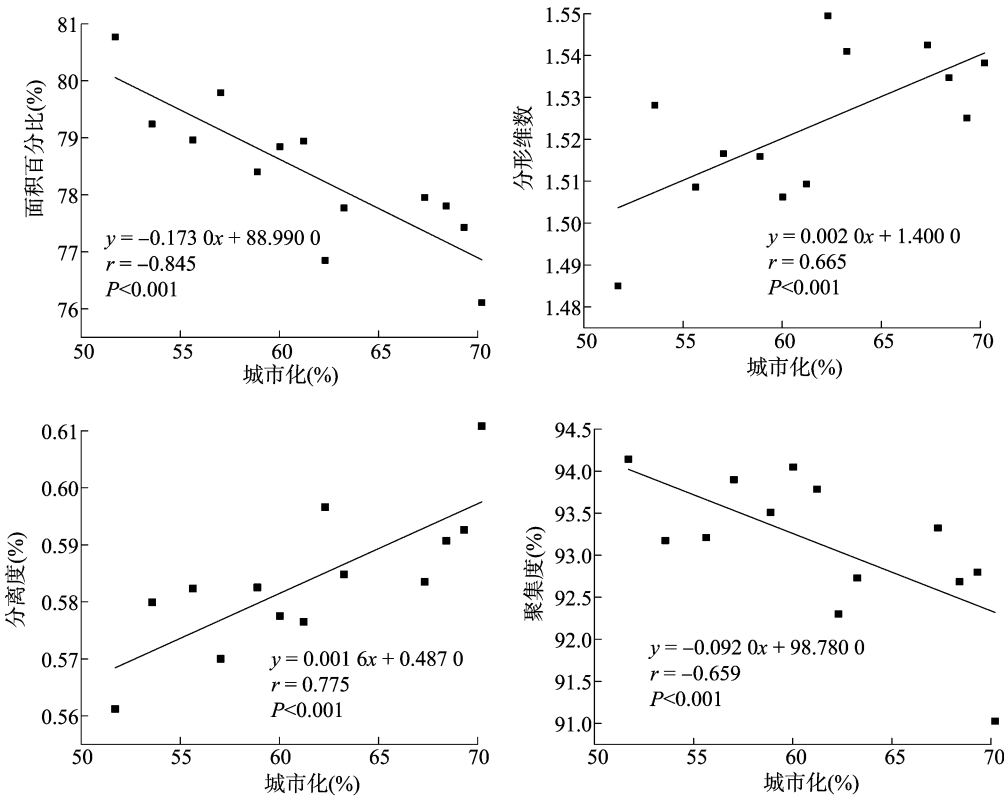 81
80
79
78
77
76
面积百分比(%)
y = −0.173 0x + 88.990 0
r = −0.845
P<0.001
50 55 60 65 70
城市化(%)
1.55
1.54
1.53
1.52
1.51
1.50
1.49
1.48
分形维数
y = 0.002 0x + 1.400 0
r = 0.665
P<0.001
50 55 60 65 70
城市化(%)
0.61
0.60
0.59
0.58
0.57
0.56
分离度(%)
y = 0.001 6x + 0.487 0
r = 0.775
P<0.001
50 55 60 65 70
城市化(%)
94.5
94.0
93.5
93.0
92.5
92.0
91.5
91.0
聚集度(%)
y = −0.092 0x + 98.780 0
r = −0.659
P<0.001
50 55 60 65 70
城市化(%)